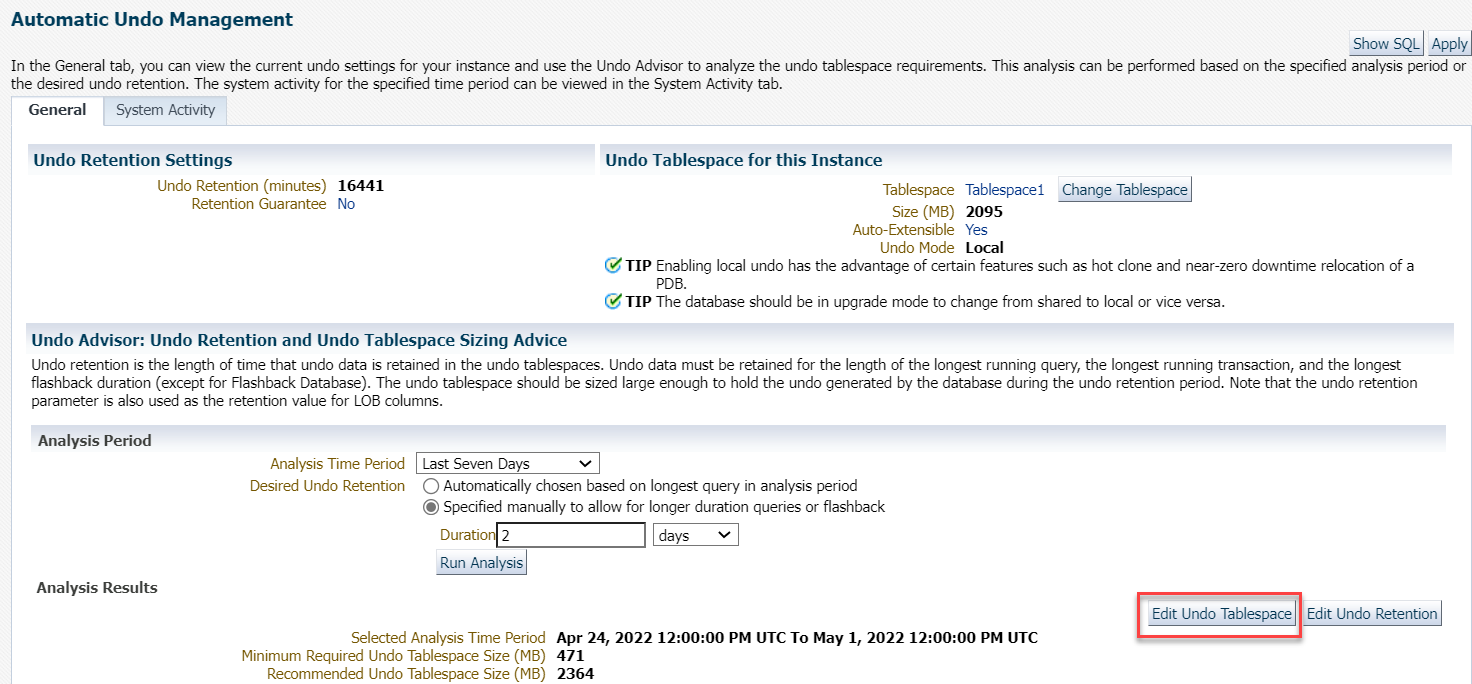 Automatic Undo Management
Show SQL Apply
In the General tab, you can view the current undo settings for your instance and use the Undo Advisor to analyze the undo tablespace requirements. This analysis can be performed based on the specified analysis period or
the desired undo retention. The system activity for the specified time period can be viewed in the System Activity tab.
General System Activity
Undo Retention Settings
Undo Retention (minutes) 16441
Retention Guarantee No
Undo Tablespace for this Instance
Tablespace Tablespace1 Change Tablespace
Size (MB) 2095
Auto-Extensible Yes
Undo Mode Local
TIP Enabling local undo has the advantage of certain features such as hot clone and near-zero downtime relocation of a
PDB.
TIP The database should be in upgrade mode to change from shared to local or vice versa.
Undo Advisor: Undo Retention and Undo Tablespace Sizing Advice
Undo retention is the length of time that undo data is retained in the undo tablespaces. Undo data must be retained for the length of the longest running query, the longest running transaction, and the longest
flashback duration (except for Flashback Database). The undo tablespace should be sized large enough to hold the undo generated by the database during the undo retention period. Note that the undo retention
parameter is also used as the retention value for LOB columns.
Analysis Period
Analysis Time Period Last Seven Days
Desired Undo Retention Automatically chosen based on longest query in analysis period
Specified manually to allow for longer duration queries or flashback
Duration 2 days
Run Analysis
Analysis Results
Edit Undo Tablespace Edit Undo Retention
Selected Analysis Time Period Apr 24, 2022 12:00:00 PM UTC To May 1, 2022 12:00:00 PM UTC
Minimum Required Undo Tablespace Size (MB) 471
Recommended Undo Tablespace Size (MB) 2364